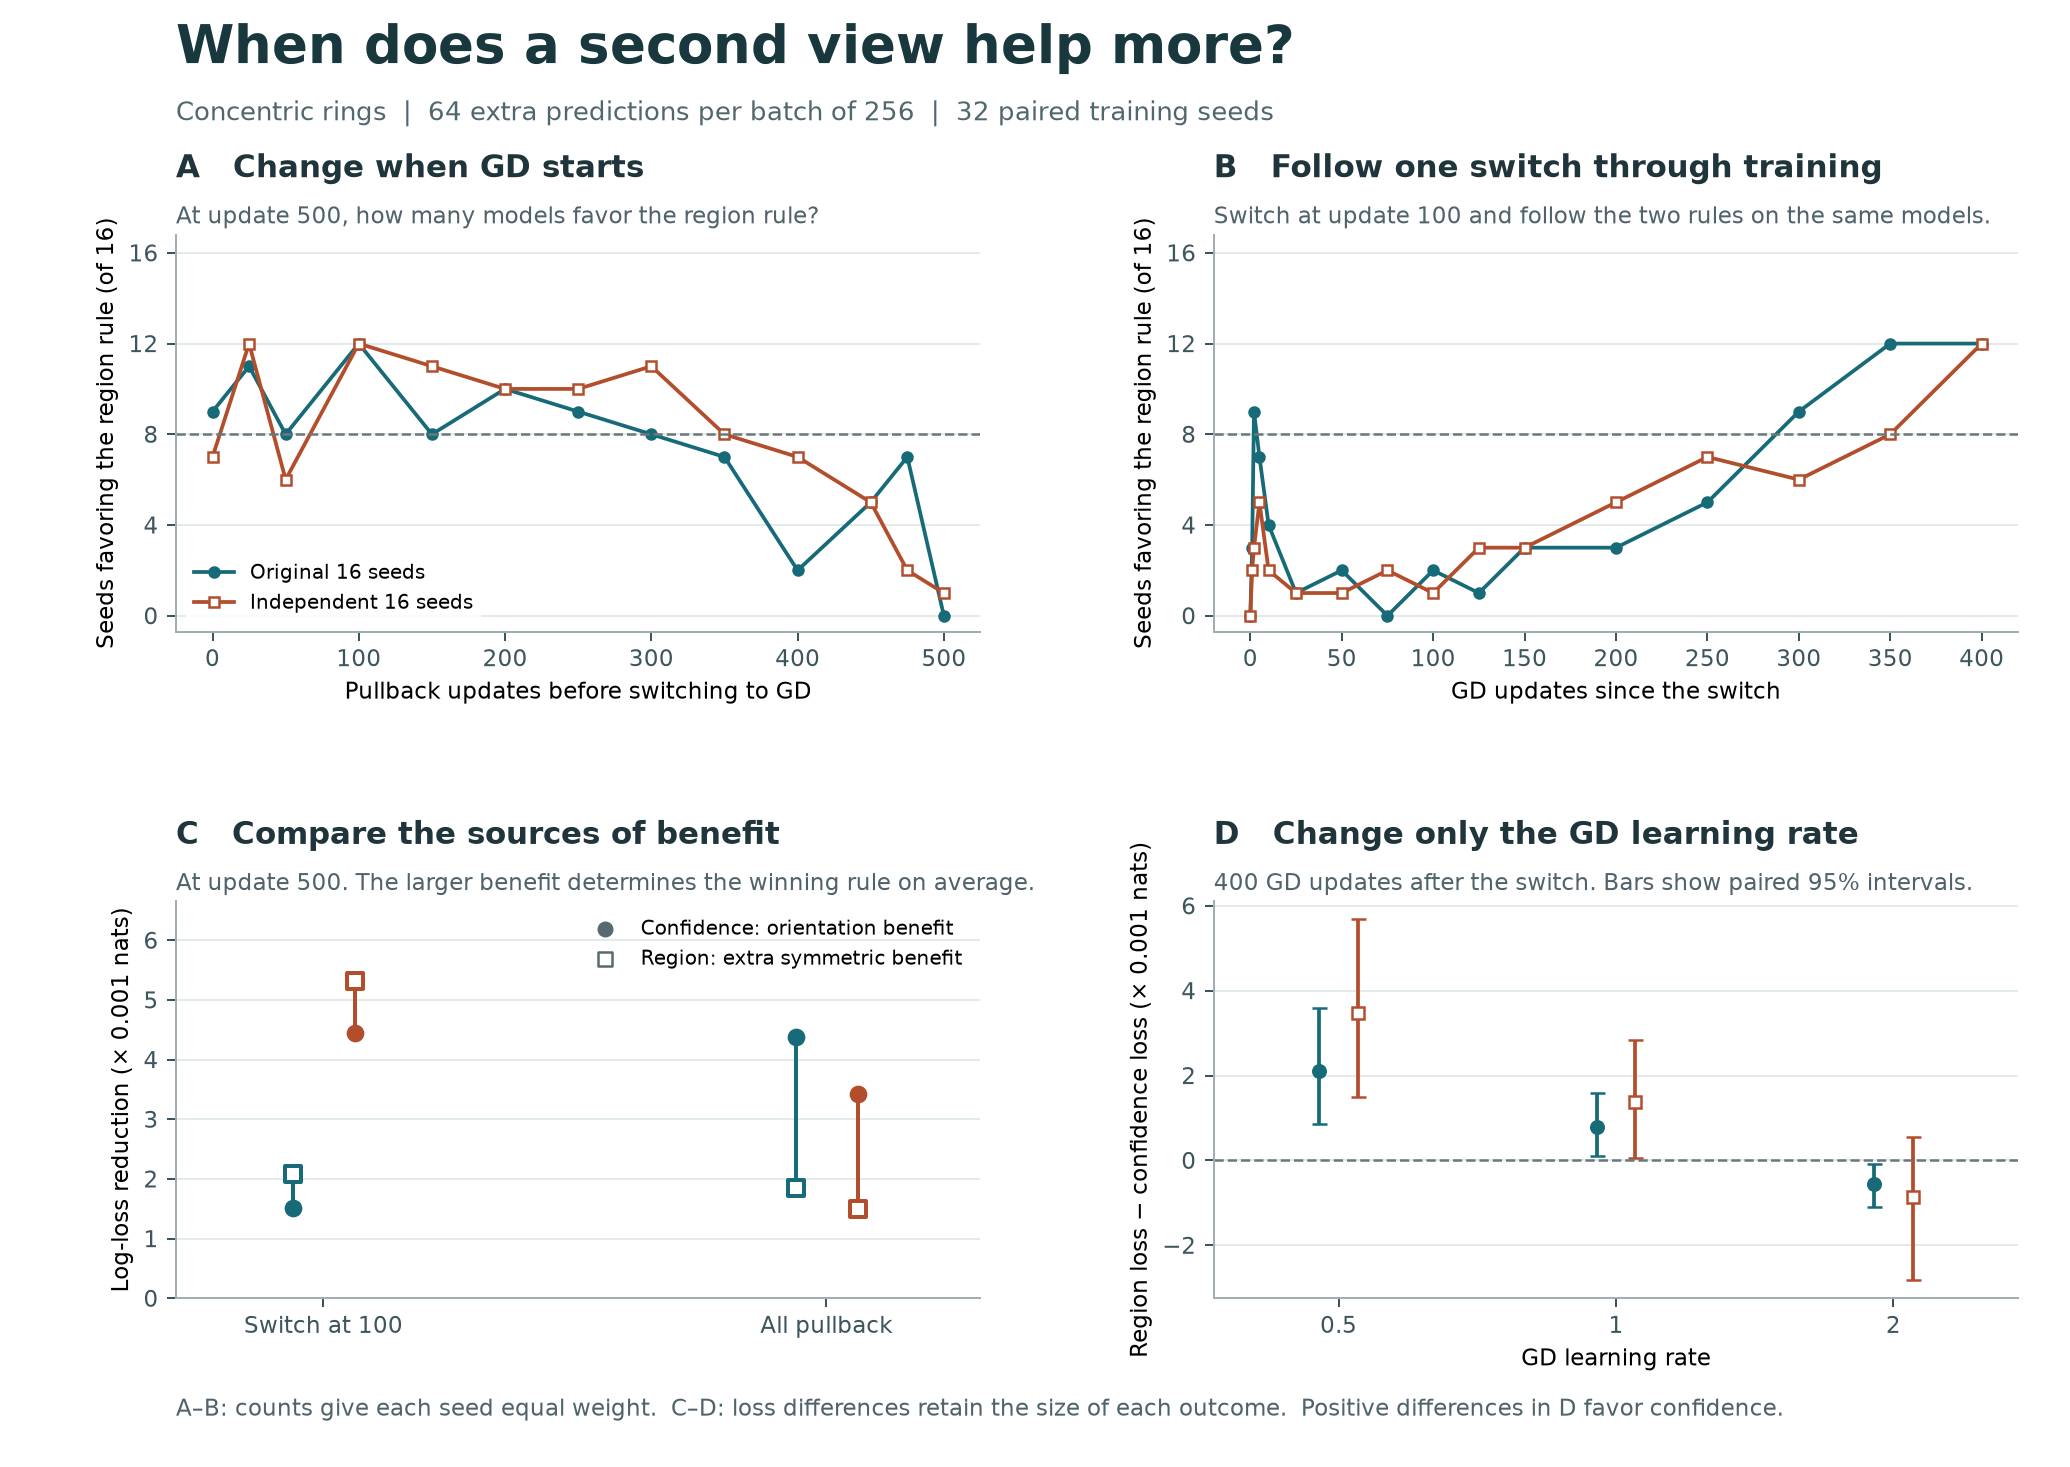 When does a second view help more?
Concentric rings | 64 extra predictions per batch of 256 | 32 paired training seeds
A Change when GD starts
At update 500, how many models favor the region rule?
Seeds favoring the region rule (of 16)
16
12
8
4
0
Original 16 seeds
Independent 16 seeds
0 100 200 300 400 500
Pullback updates before switching to GD
B Follow one switch through training
Switch at update 100 and follow the two rules on the same models.
Seeds favoring the region rule (of 16)
16
12
8
4
0
0 50 100 150 200 250 300 350 400
GD updates since the switch
C Compare the sources of benefit
At update 500. The larger benefit determines the winning rule on average.
Log-loss reduction (× 0.001 nats)
6
5
4
3
2
1
0
Confidence: orientation benefit
Region: extra symmetric benefit
Switch at 100 All pullback
D Change only the GD learning rate
400 GD updates after the switch. Bars show paired 95% intervals.
Region loss − confidence loss (× 0.001 nats)
6
4
2
0
−2
0.5 1 2
GD learning rate
A–B: counts give each seed equal weight. C–D: loss differences retain the size of each outcome. Positive differences in D favor confidence.